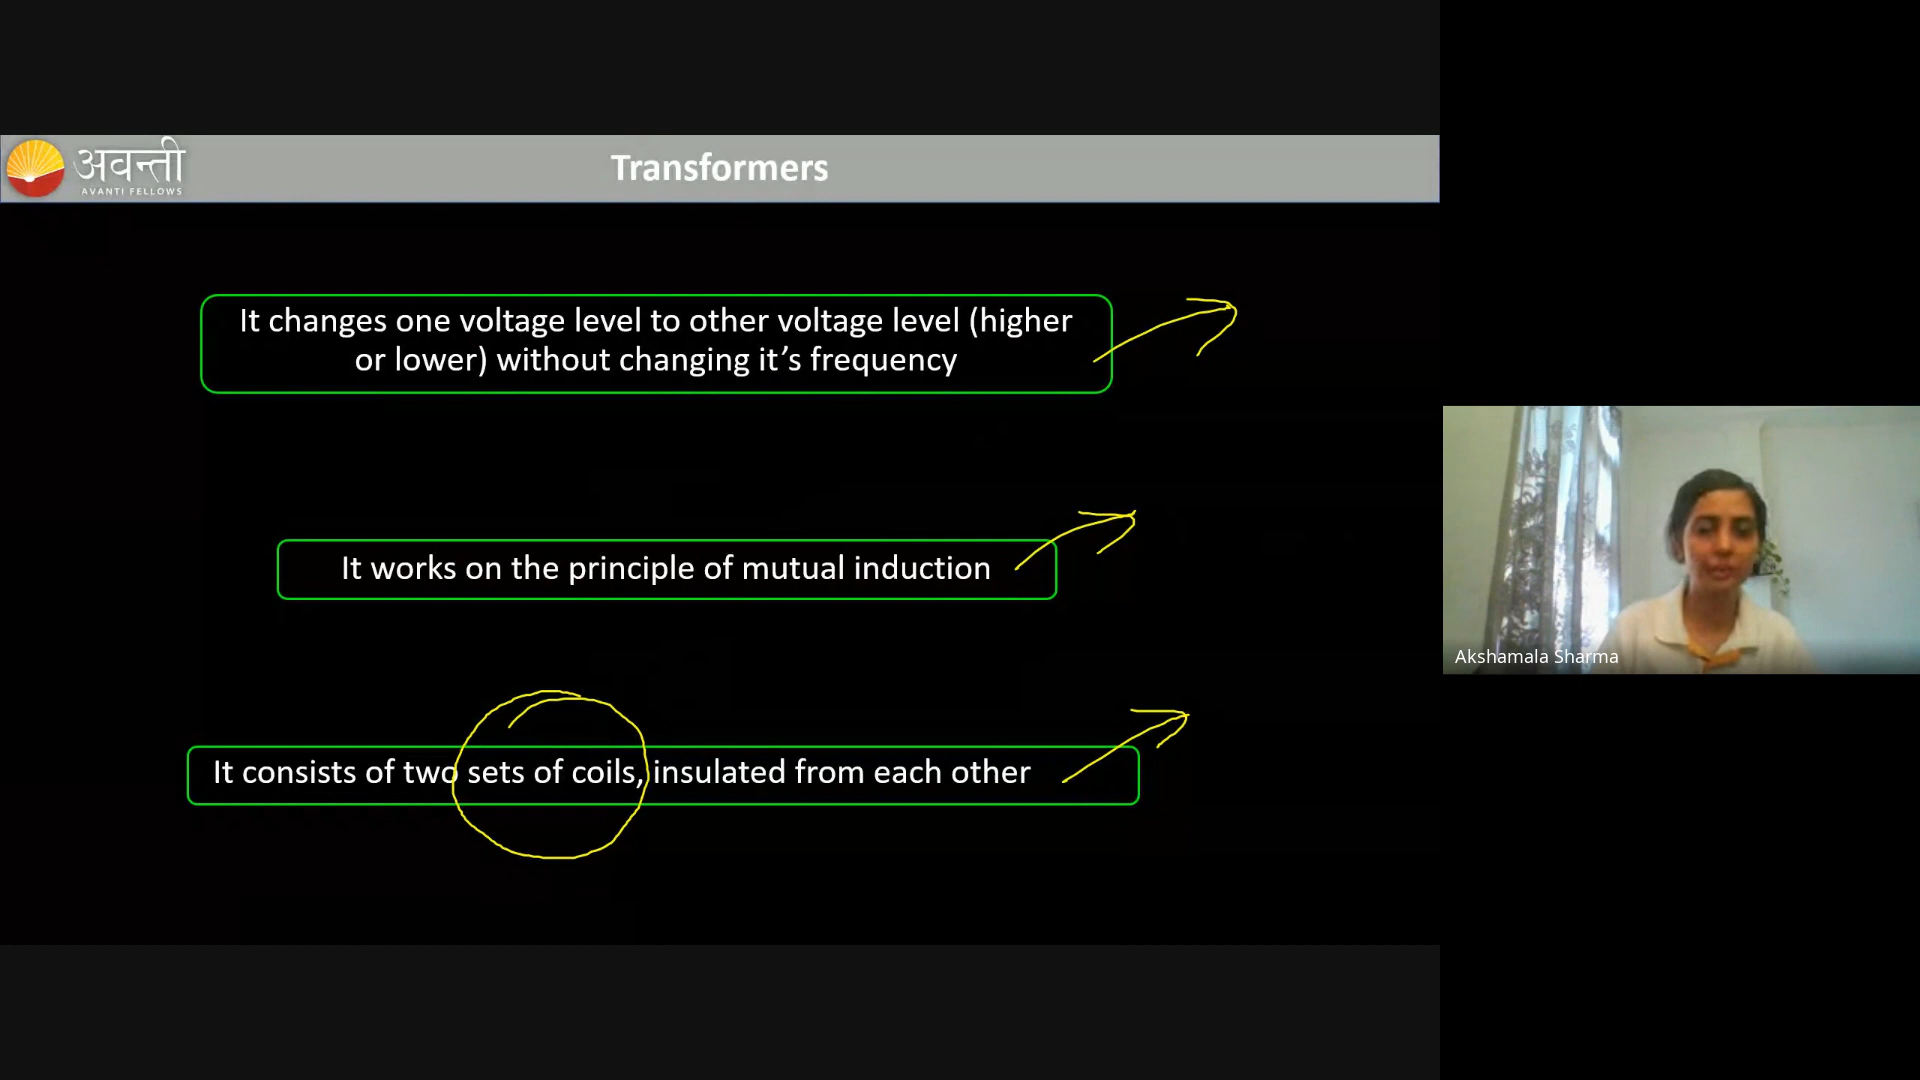 अवन्ती
AVANTI FELLOWS
Transformers
It changes one voltage level to other voltage level (higher
or lower) without changing it’s frequency
It works on the principle of mutual induction
It consists of two sets of coils, insulated from each other
Akshamala Sharma